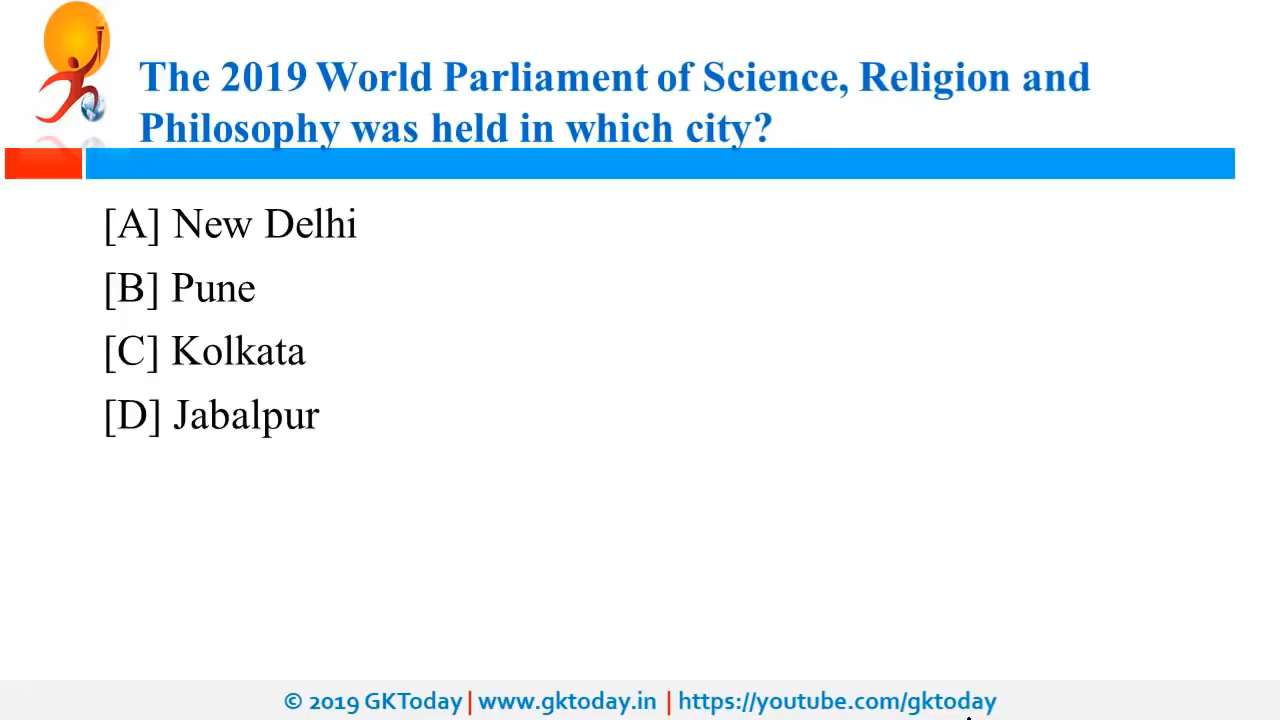 The 2019 World Parliament of Science, Religion and
Philosophy was held in which city?
[A] New Delhi
[B] Pune
[C] Kolkata
[D] Jabalpur
© 2019 GKToday | www.gktoday.in | https://youtube.com/gktoday